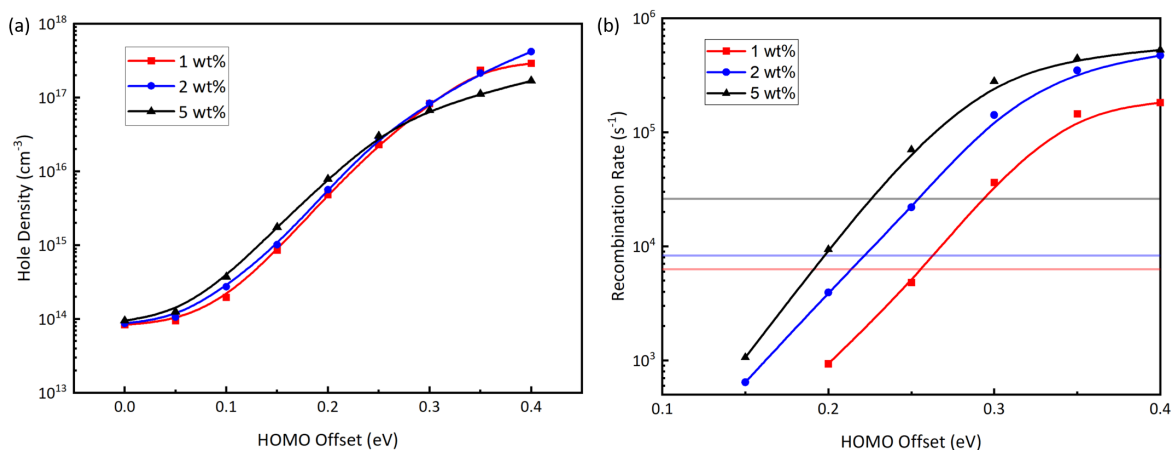 (a)
10^18
10^17
10^16
10^15
10^14
10^13
Hole Density (cm^-3)
1 wt%
2 wt%
5 wt%
0.0
0.1
0.2
0.3
0.4
HOMO Offset (eV)
(b)
10^6
10^5
10^4
10^3
Recombination Rate (s^-1)
1 wt%
2 wt%
5 wt%
0.1
0.2
0.3
0.4
HOMO Offset (eV)